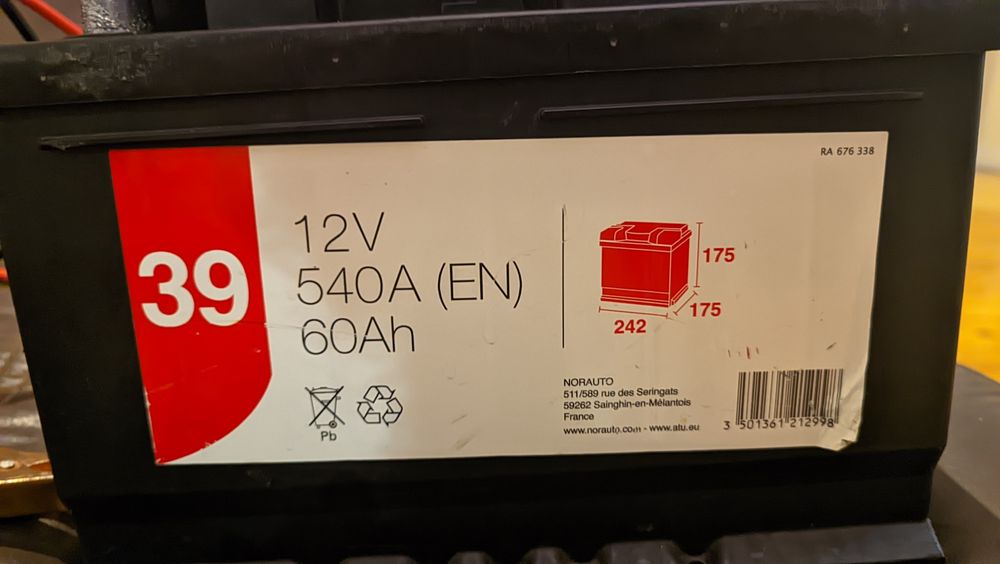 RA 676 338
39
12V
540A (EN)
60Ah
Pb
175
175
242
NORAUTO
511/589 rue des Seringats
59262 Sainghin-en-Mélantois
France
www.norauto.com - www.atu.eu
3 501361 212998